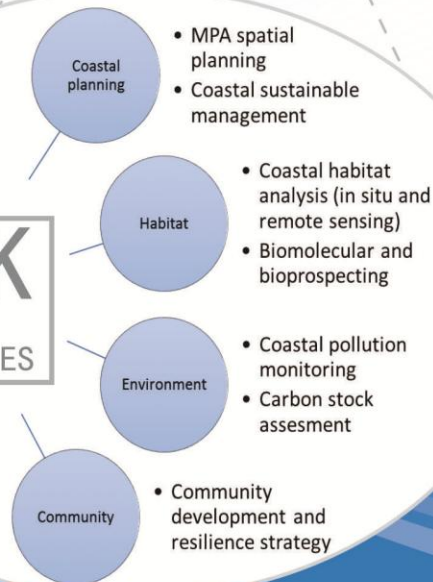 Coastal
planning
• MPA spatial
planning
• Coastal sustainable
management
Habitat
• Coastal habitat
analysis (in situ and
remote sensing)
• Biomolecular and
bioprospecting
Environment
• Coastal pollution
monitoring
• Carbon stock
assesment
Community
• Community
development and
resilience strategy